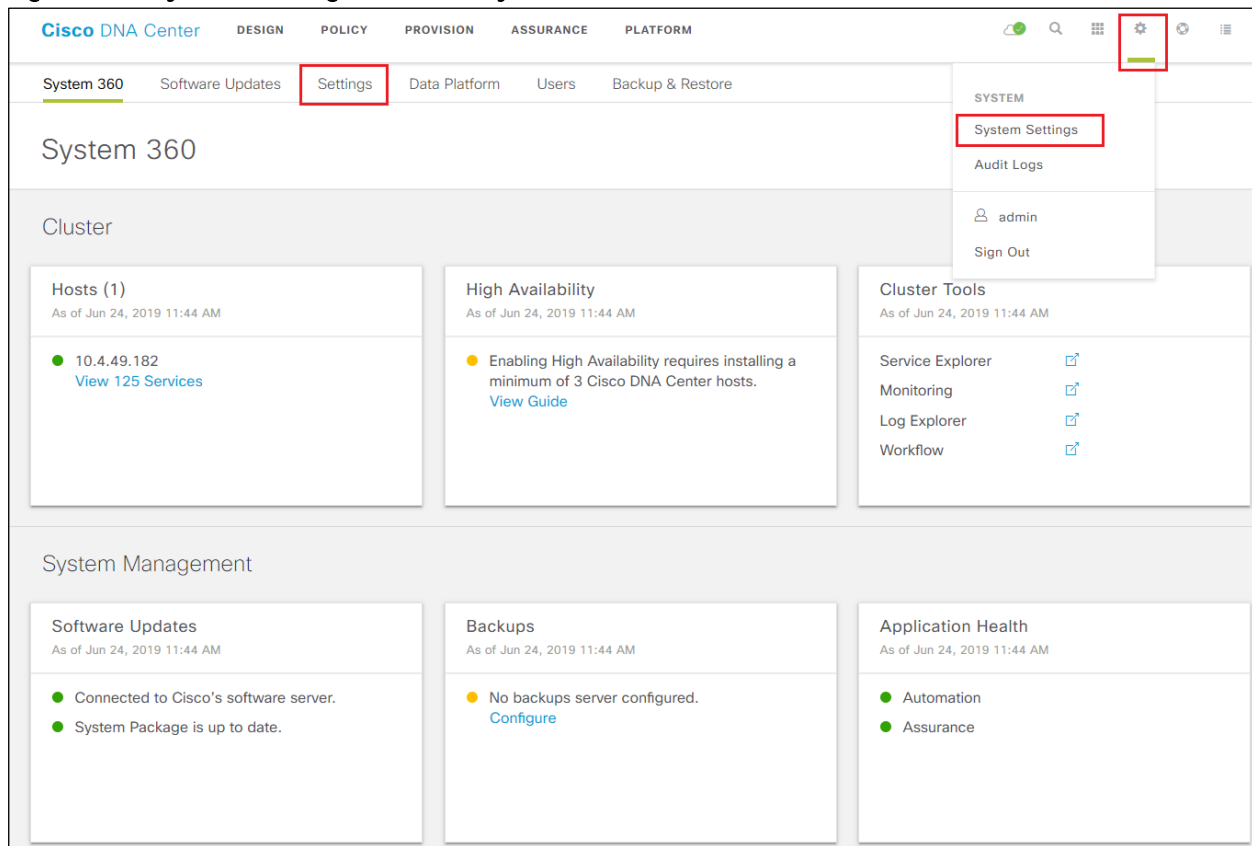 Cisco DNA Center DESIGN POLICY PROVISION ASSURANCE PLATFORM
System 360 Software Updates Settings Data Platform Users Backup & Restore
SYSTEM
System Settings
Audit Logs
admin
Sign Out
System 360
Cluster
Hosts (1)
As of Jun 24, 2019 11:44 AM
10.4.49.182
View 125 Services
High Availability
As of Jun 24, 2019 11:44 AM
Enabling High Availability requires installing a
minimum of 3 Cisco DNA Center hosts.
View Guide
Cluster Tools
As of Jun 24, 2019 11:44 AM
Service Explorer
Monitoring
Log Explorer
Workflow
System Management
Software Updates
As of Jun 24, 2019 11:44 AM
Connected to Cisco's software server.
System Package is up to date.
Backups
As of Jun 24, 2019 11:44 AM
No backups server configured.
Configure
Application Health
As of Jun 24, 2019 11:44 AM
Automation
Assurance